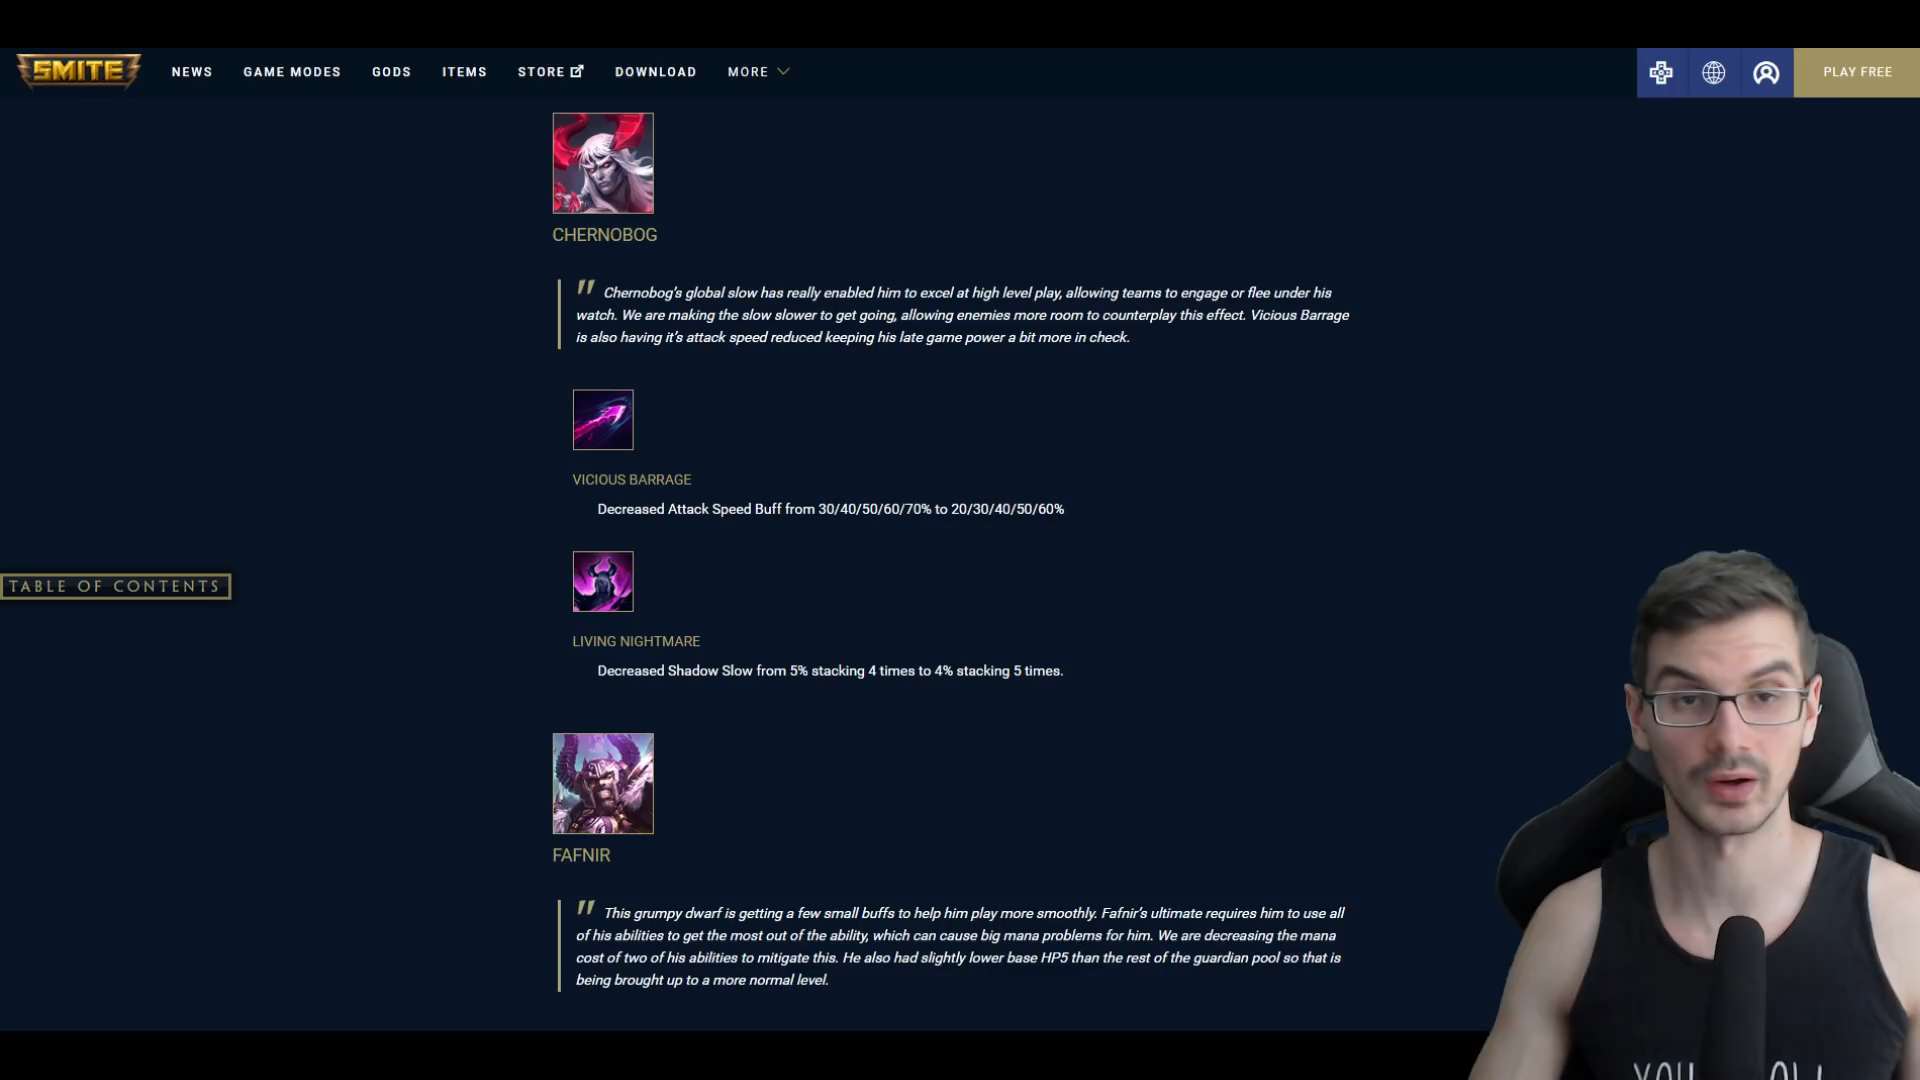 SMITE
NEWS
GAME MODES
GODS
ITEMS
STORE
DOWNLOAD
MORE
PLAY FREE
CHERNOBOG
Chernobog's global slow has really enabled him to excel at high level play, allowing teams to engage or flee under his
watch. We are making the slow slower to get going, allowing enemies more room to counterplay this effect. Vicious Barrage
is also having it's attack speed reduced keeping his late game power a bit more in check.
VICIOUS BARRAGE
Decreased Attack Speed Buff from 30/40/50/60/70% to 20/30/40/50/60%
TABLE OF CONTENTS
LIVING NIGHTMARE
Decreased Shadow Slow from 5% stacking 4 times to 4% stacking 5 times.
FAFNIR
This grumpy dwarf is getting a few small buffs to help him play more smoothly. Fafnir's ultimate requires him to use all
of his abilities to get the most out of the ability, which can cause big mana problems for him. We are decreasing the mana
cost of two of his abilities to mitigate this. He also had slightly lower base HP5 than the rest of the guardian pool so that is
being brought up to a more normal level.